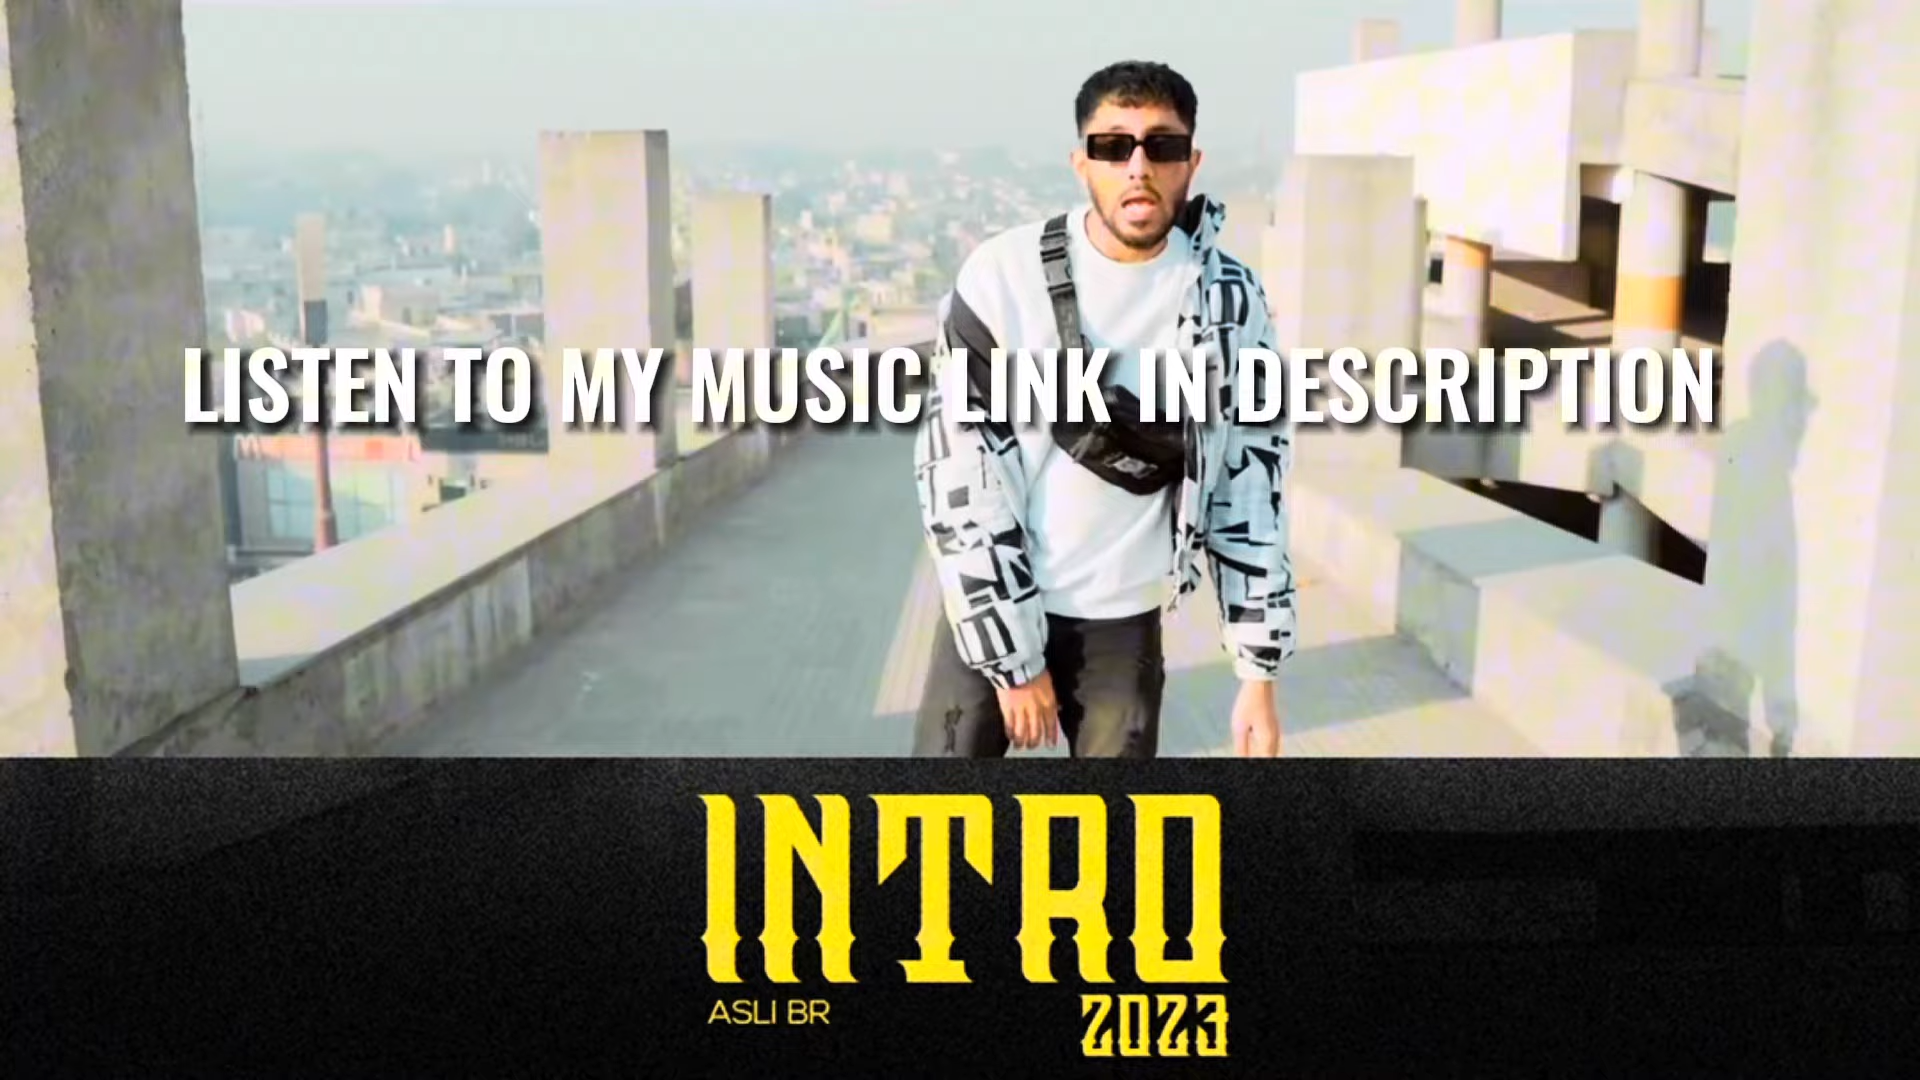 LISTEN TO MY MUSIC LINK IN DESCRIPTION
INTRO
ASLI BR
2023